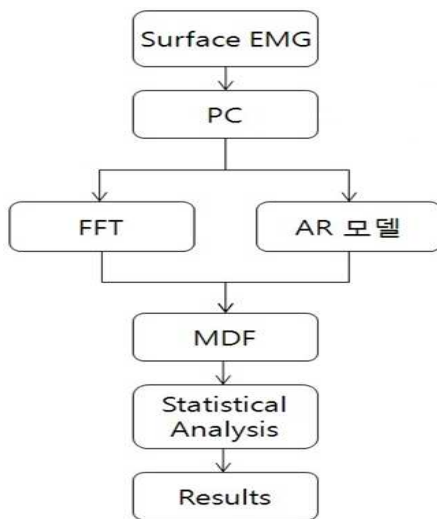 Surface EMG
PC
FFT
AR 모델
MDF
Statistical
Analysis
Results